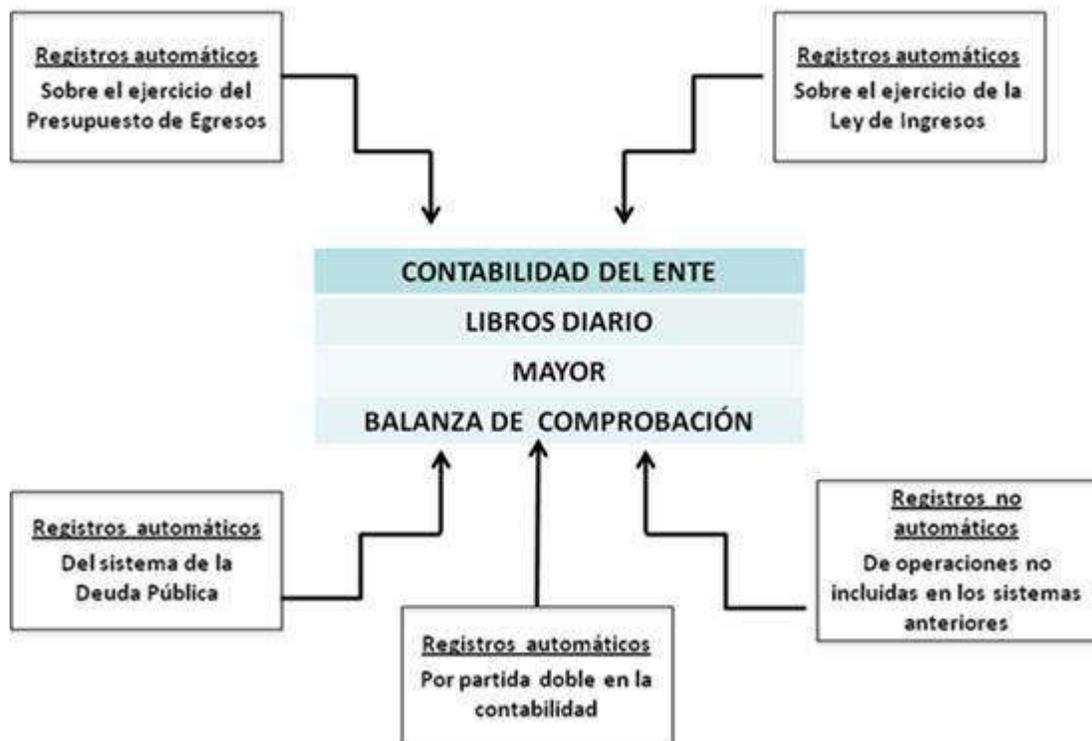 Registros automáticos
Sobre el ejercicio del
Presupuesto de Egresos
Registros automáticos
Sobre el ejercicio de la
Ley de Ingresos
CONTABILIDAD DEL ENTE
LIBROS DIARIO
MAYOR
BALANZA DE COMPROBACIÓN
Registros automáticos
Del sistema de la
Deuda Pública
Registros automáticos
Por partida doble en la
contabilidad
Registros no
automáticos
De operaciones no
incluidas en los sistemas
anteriores